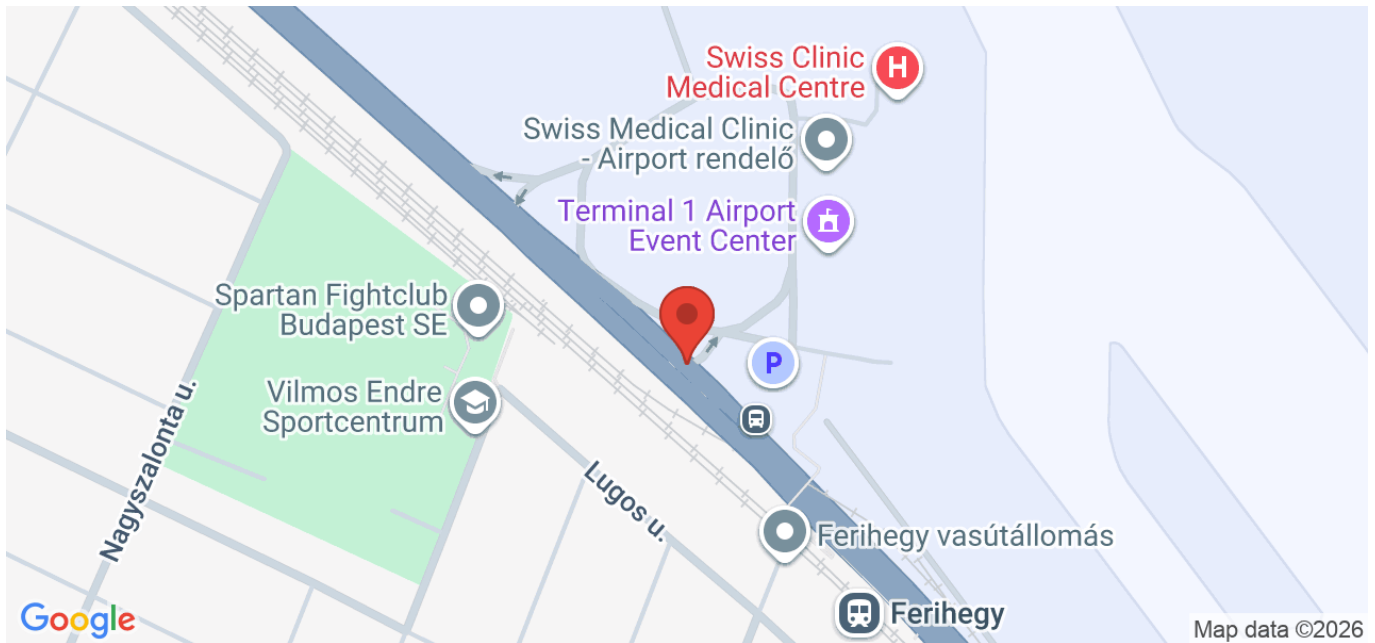 Swiss Clinic
Medical Centre
H
Swiss Medical Clinic
- Airport rendelő
Terminal 1 Airport
Event Center
Spartan Fightclub
Budapest SE
P
Vilmos Endre
Sportcentrum
Nagyszalonta u.
Lugos u.
Ferihegy vasútállomás
Ferihegy
Google
Map data ©2026